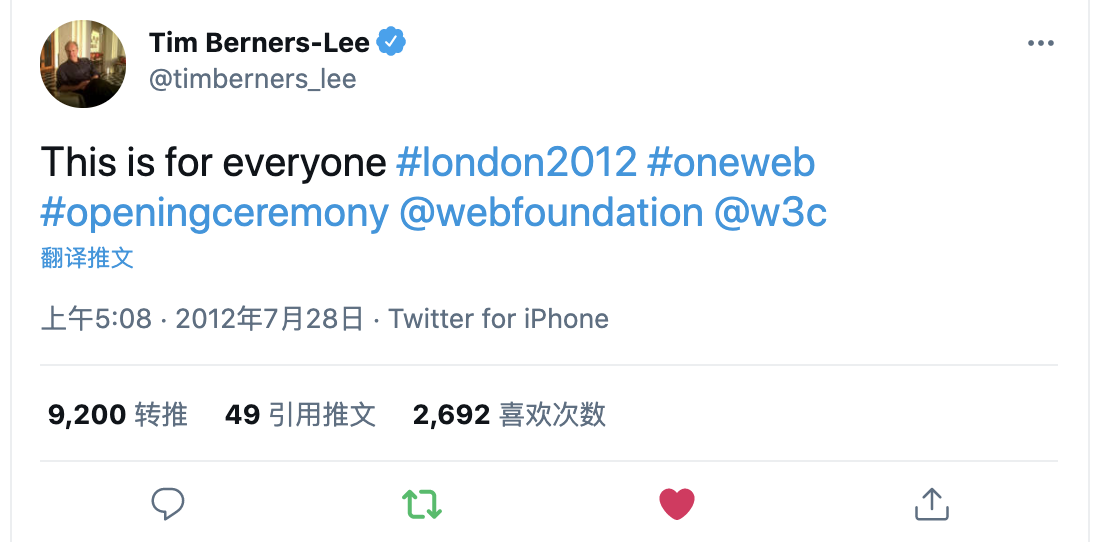 Tim Berners-Lee
@timberners_lee
This is for everyone #london2012 #oneweb
#openingceremony @webfoundation @w3c
翻译推文
上午5:08 · 2012年7月28日 · Twitter for iPhone
9,200 转推 49 引用推文 2,692 喜欢次数